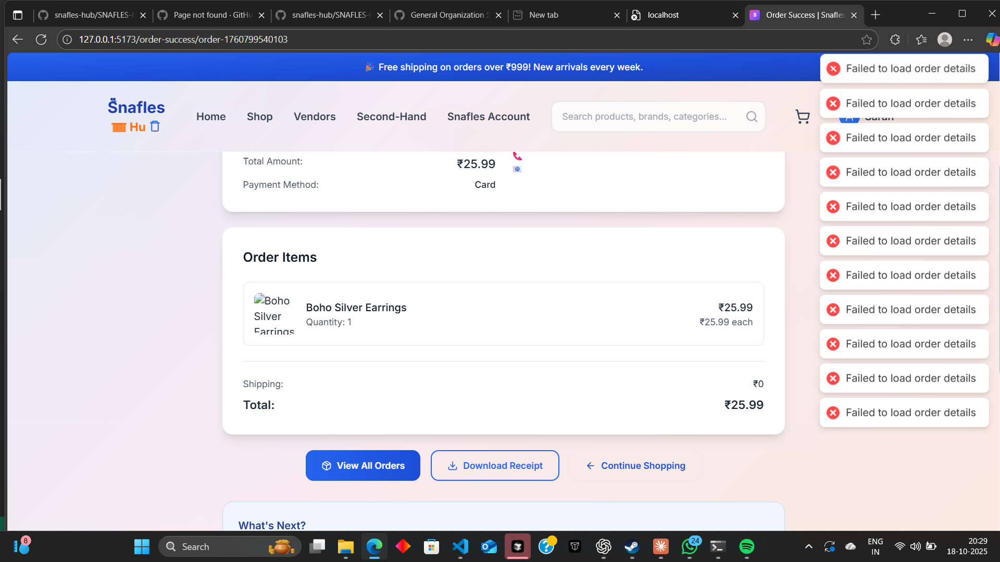 snafles-hub/SNAFLES-
Page not found · GitHu
snafles-hub/SNAFLES-
General Organization S
New tab
localhost
Order Success | Snafles
127.0.0.1:5173/order-success/order-1760799540103
🎉 Free shipping on orders over ₹999! New arrivals every week.
Snafles
Hu
Home
Shop
Vendors
Second-Hand
Snafles Account
Search products, brands, categories...
Sarah
Failed to load order details
Failed to load order details
Failed to load order details
Failed to load order details
Failed to load order details
Failed to load order details
Failed to load order details
Failed to load order details
Failed to load order details
Failed to load order details
Failed to load order details
Total Amount: ₹25.99
Payment Method: Card
Order Items
Boho
Silver
Earrings
Boho Silver Earrings
Quantity: 1
₹25.99
₹25.99 each
Shipping: ₹0
Total: ₹25.99
View All Orders
Download Receipt
Continue Shopping
What's Next?
8
Search
24
ENG
IN
20:29
18-10-2025